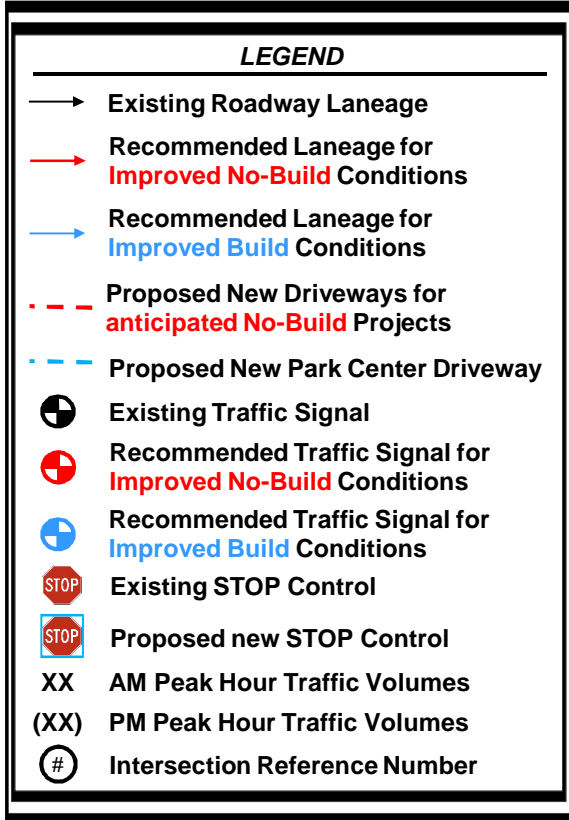 LEGEND
Existing Roadway Laneage
Recommended Laneage for
Improved No-Build Conditions
Recommended Laneage for
Improved Build Conditions
Proposed New Driveways for
anticipated No-Build Projects
Proposed New Park Center Driveway
Existing Traffic Signal
Recommended Traffic Signal for
Improved No-Build Conditions
Recommended Traffic Signal for
Improved Build Conditions
STOP Existing STOP Control
STOP Proposed new STOP Control
XX AM Peak Hour Traffic Volumes
(XX) PM Peak Hour Traffic Volumes
# Intersection Reference Number